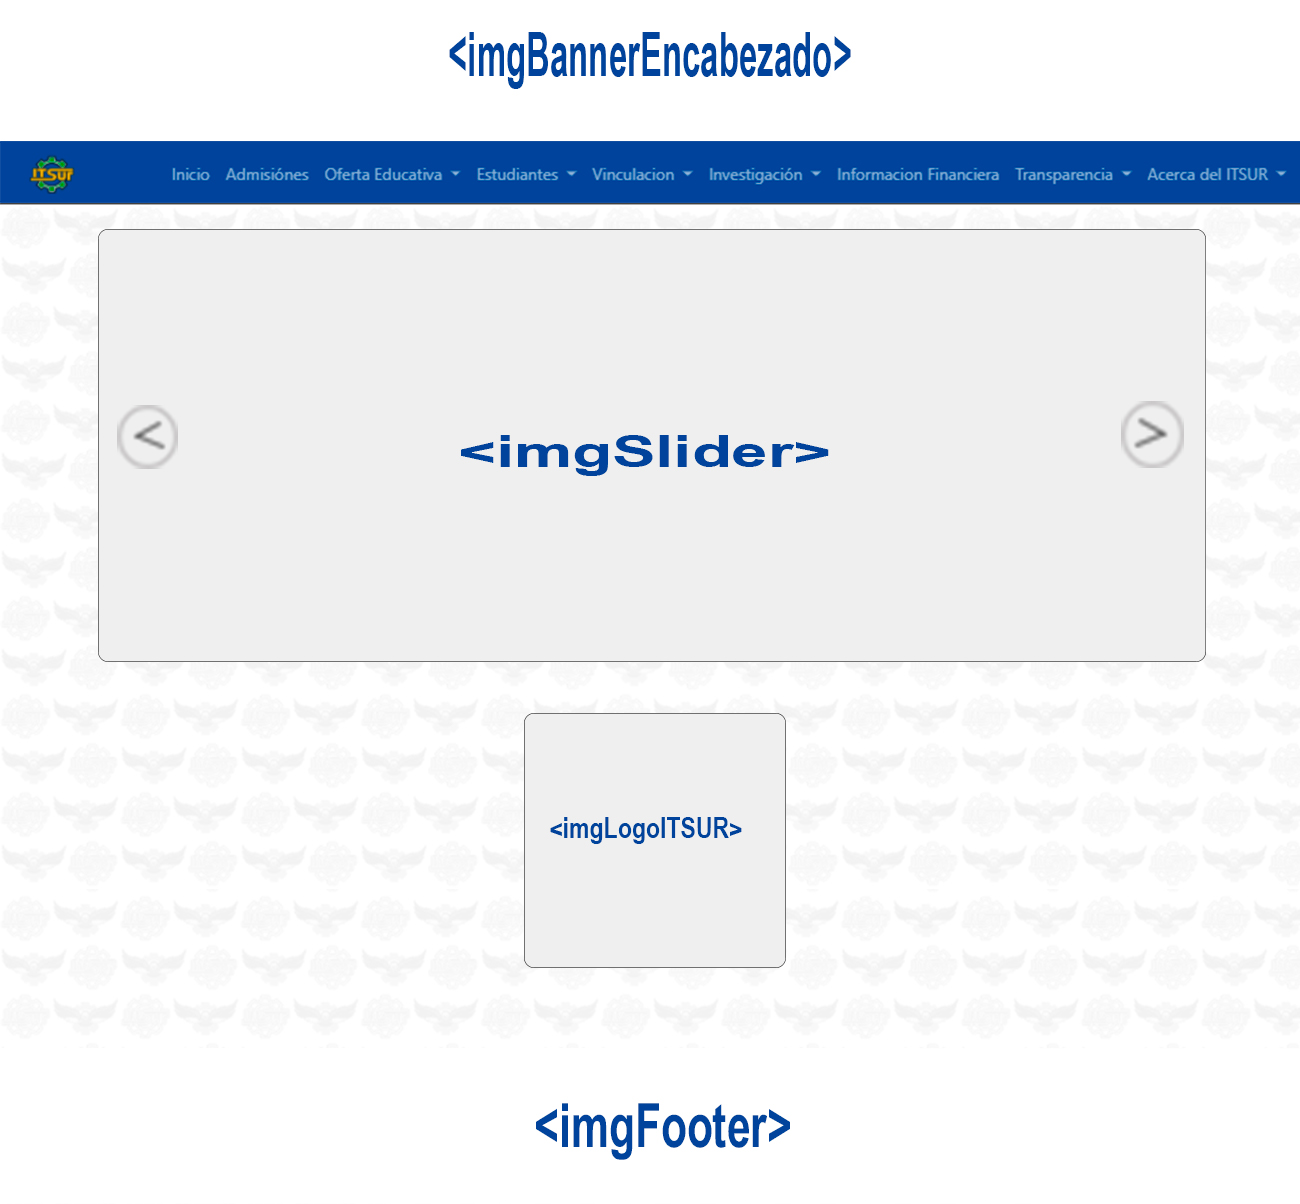 <imgBannerEncabezado>
ITSUR Inicio Admisiónes Oferta Educativa Estudiantes Vinculacion Investigación Informacion Financiera Transparencia Acerca del ITSUR
< >
<imgSlider>
<imgLogoITSUR>
<imgFooter>